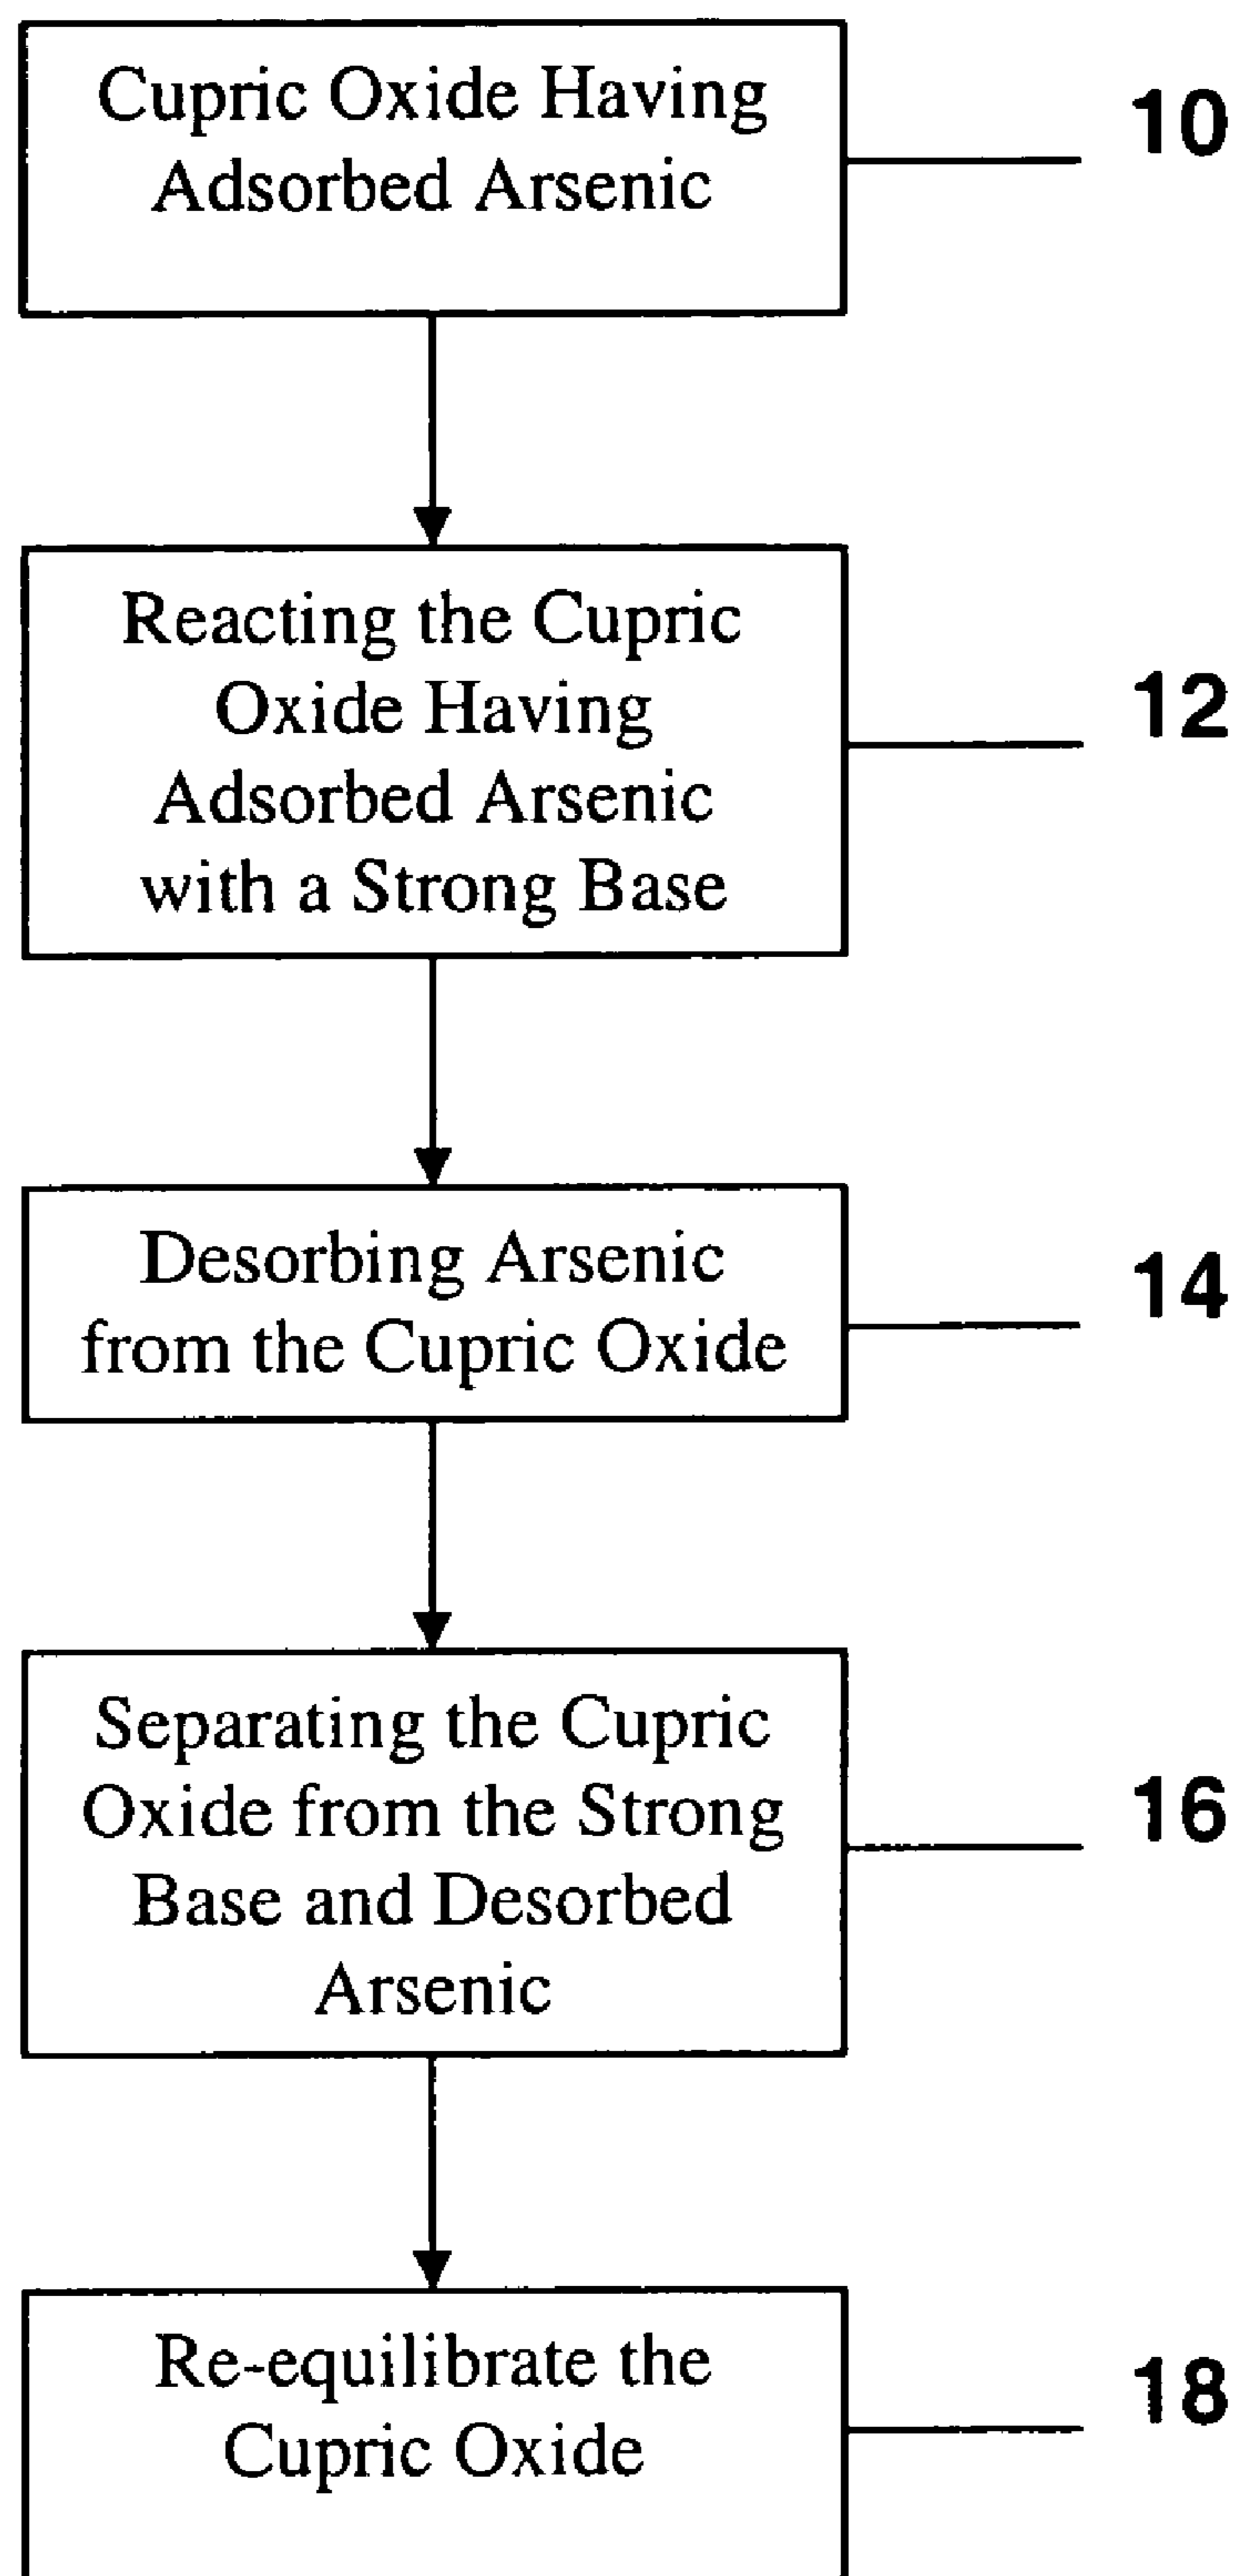 Cupric Oxide Having
Adsorbed Arsenic
10
Reacting the Cupric
Oxide Having
Adsorbed Arsenic
with a Strong Base
12
Desorbing Arsenic
from the Cupric Oxide
14
Separating the Cupric
Oxide from the Strong
Base and Desorbed
Arsenic
16
Re-equilibrate the
Cupric Oxide
18